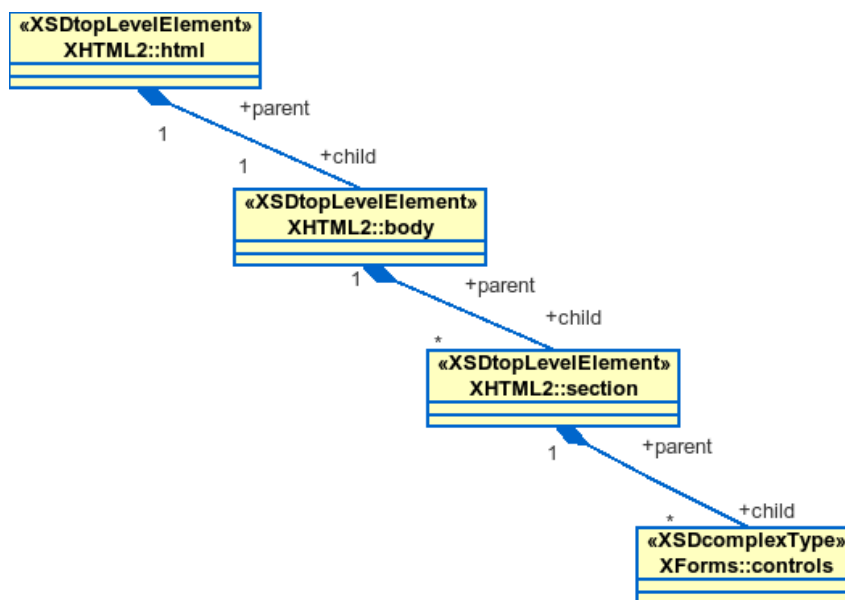 «XSDtopLevelElement»
XHTML2::html
+parent
1
+child
1
«XSDtopLevelElement»
XHTML2::body
1
+parent
+child
*
«XSDtopLevelElement»
XHTML2::section
+parent
1
+child
*
«XSDcomplexType»
XForms::controls